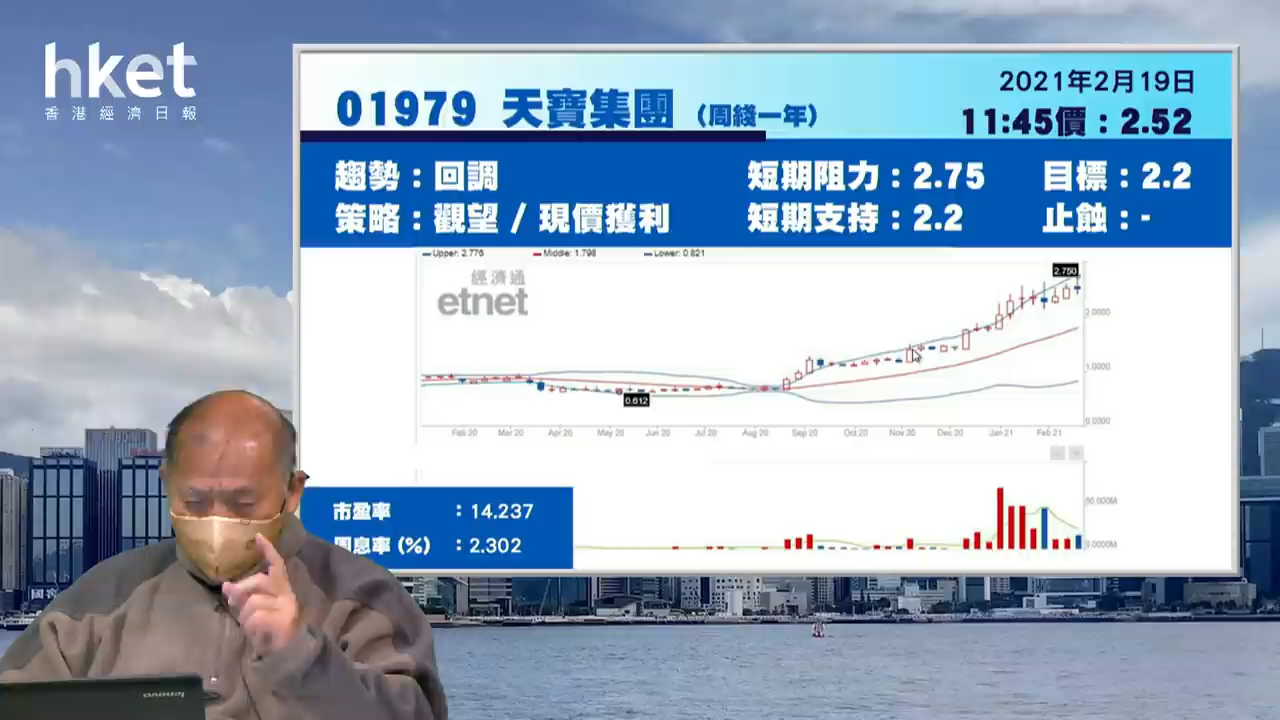 hket
香港經濟日報
01979 天寶集團 (周綫一年)
2021年2月19日
11:45價：2.52
趨勢：回調
短期阻力：2.75
目標：2.2
策略：觀望 / 現價獲利
短期支持：2.2
止蝕：-
Upper: 2.776
Middle: 1.798
Lower: 0.821
經濟通
etnet
2.750
2.0000
1.0000
0.612
0.0000
Feb 20
Mar 20
Apr 20
May 20
Jun 20
Jul 20
Aug 20
Sep 20
Oct 20
Nov 20
Dec 20
Jan 21
Feb 21
50.000M
0.0000M
市盈率 ：14.237
周息率 (%) ：2.302
lenovo